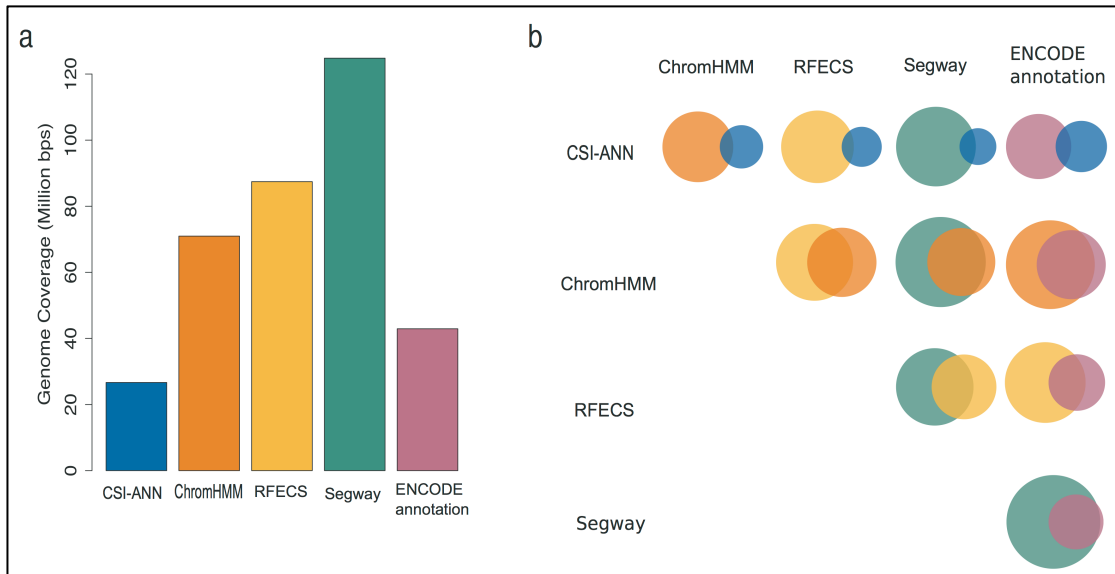 a
Genome Coverage (Million bps)
120
100
80
60
40
20
0
CSI-ANN
ChromHMM
RFECS
Segway
ENCODE
annotation
b
ChromHMM
RFECS
Segway
ENCODE
annotation
CSI-ANN
ChromHMM
RFECS
Segway